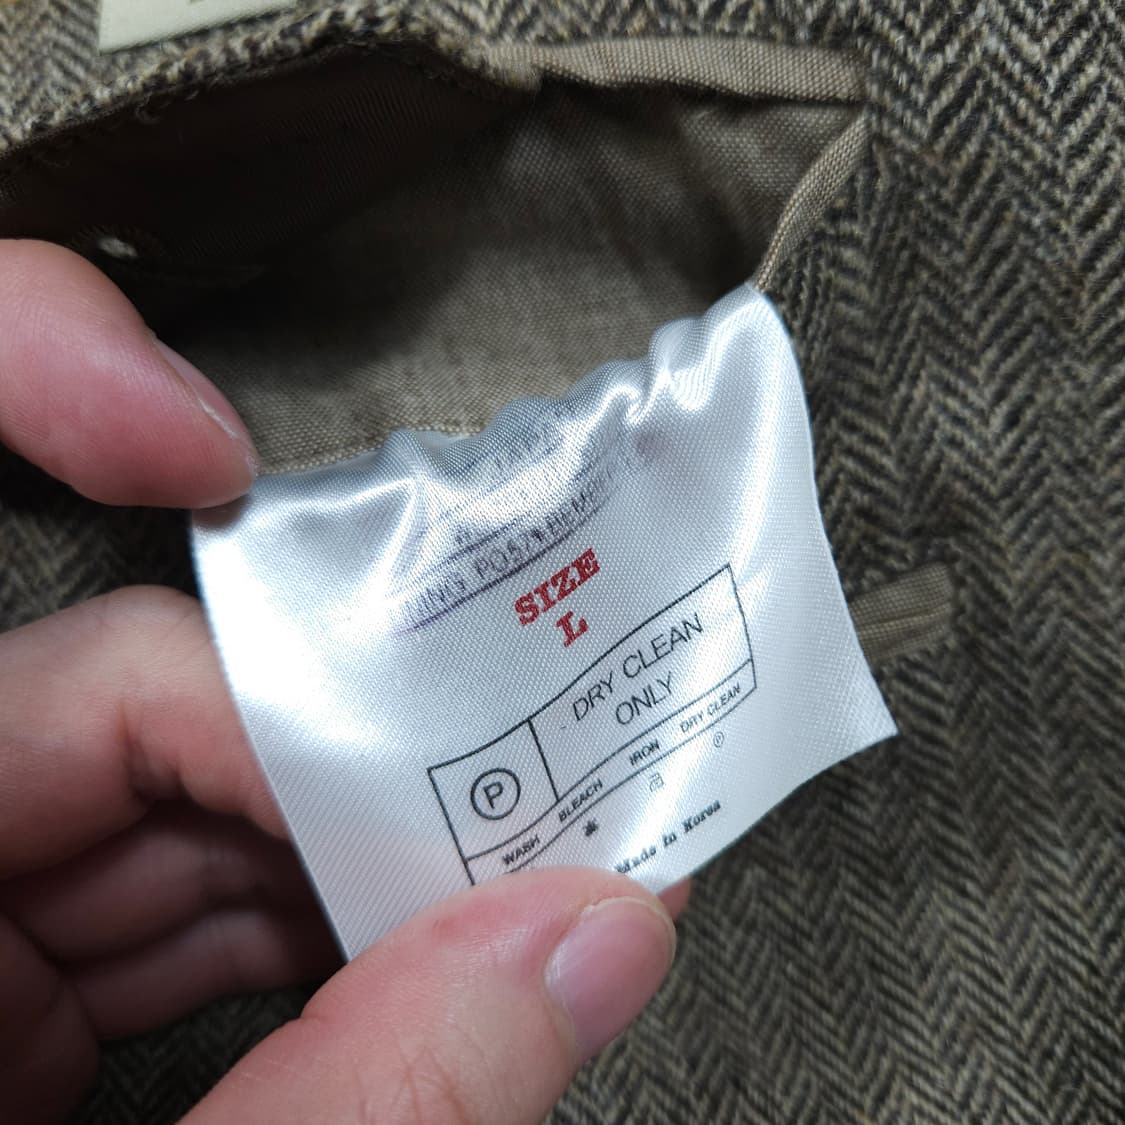 SIZE
L
DRY CLEAN
ONLY
P
WASH BLEACH IRON DRY CLEAN
P
Made in Korea